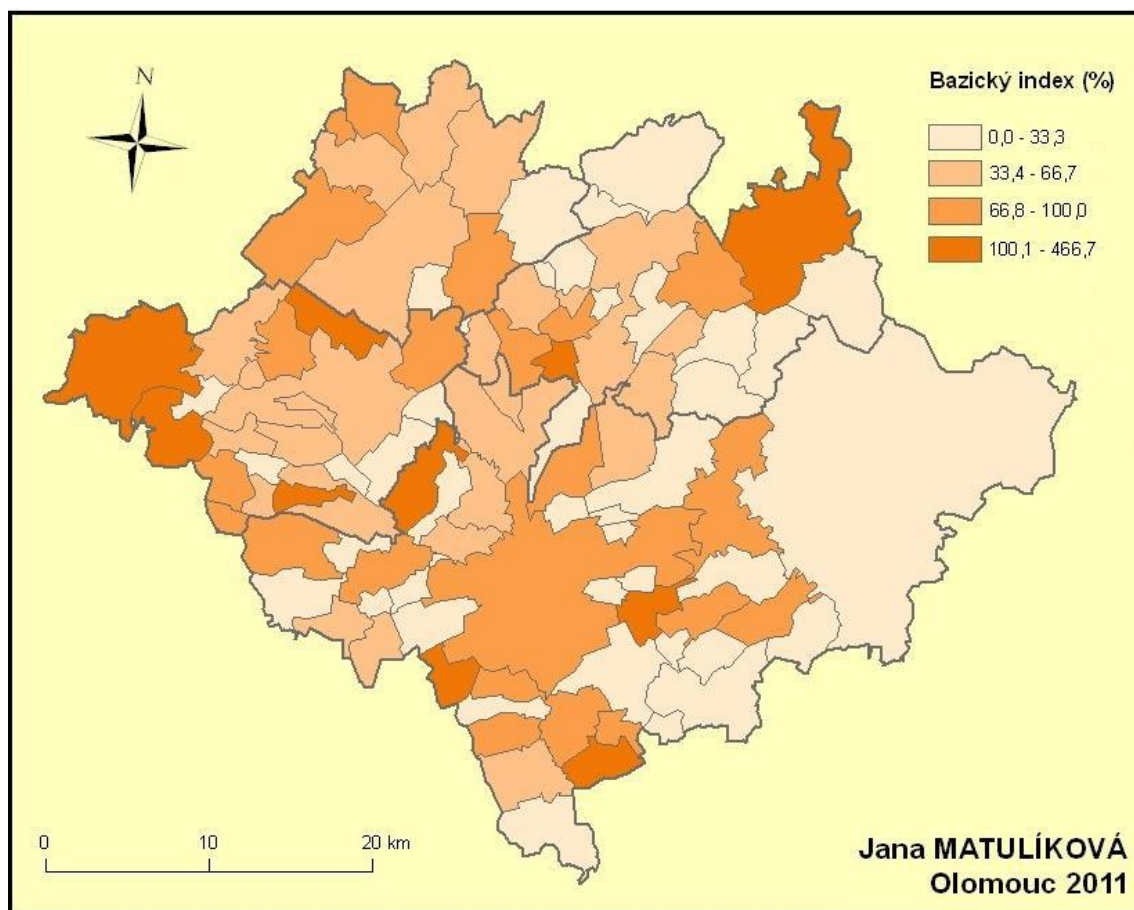 N
Bazický index (%)
0,0 - 33,3
33,4 - 66,7
66,8 - 100,0
100,1 - 466,7
0 10 20 km
Jana MATULÍKOVÁ
Olomouc 2011